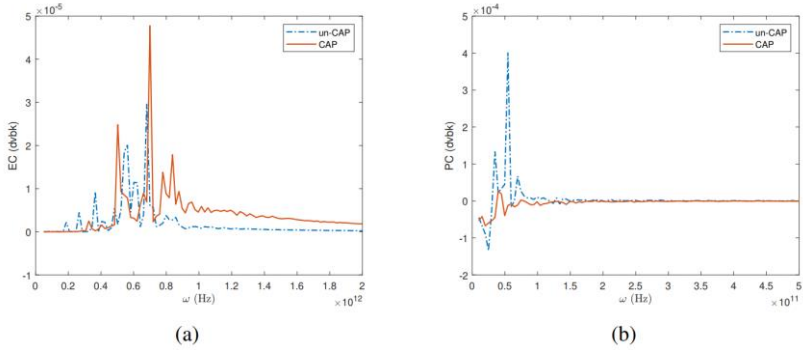 ×10⁻⁵
5
4
3
2
1
0
-1
EC (dvbk)
un-CAP
CAP
0 0.2 0.4 0.6 0.8 1 1.2 1.4 1.6 1.8 2
ω (Hz)
×10¹²
(a)
×10⁻⁴
5
4
3
2
1
0
-1
-2
PC (dvbk)
un-CAP
CAP
0 0.5 1 1.5 2 2.5 3 3.5 4 4.5 5
ω (Hz)
×10¹¹
(b)